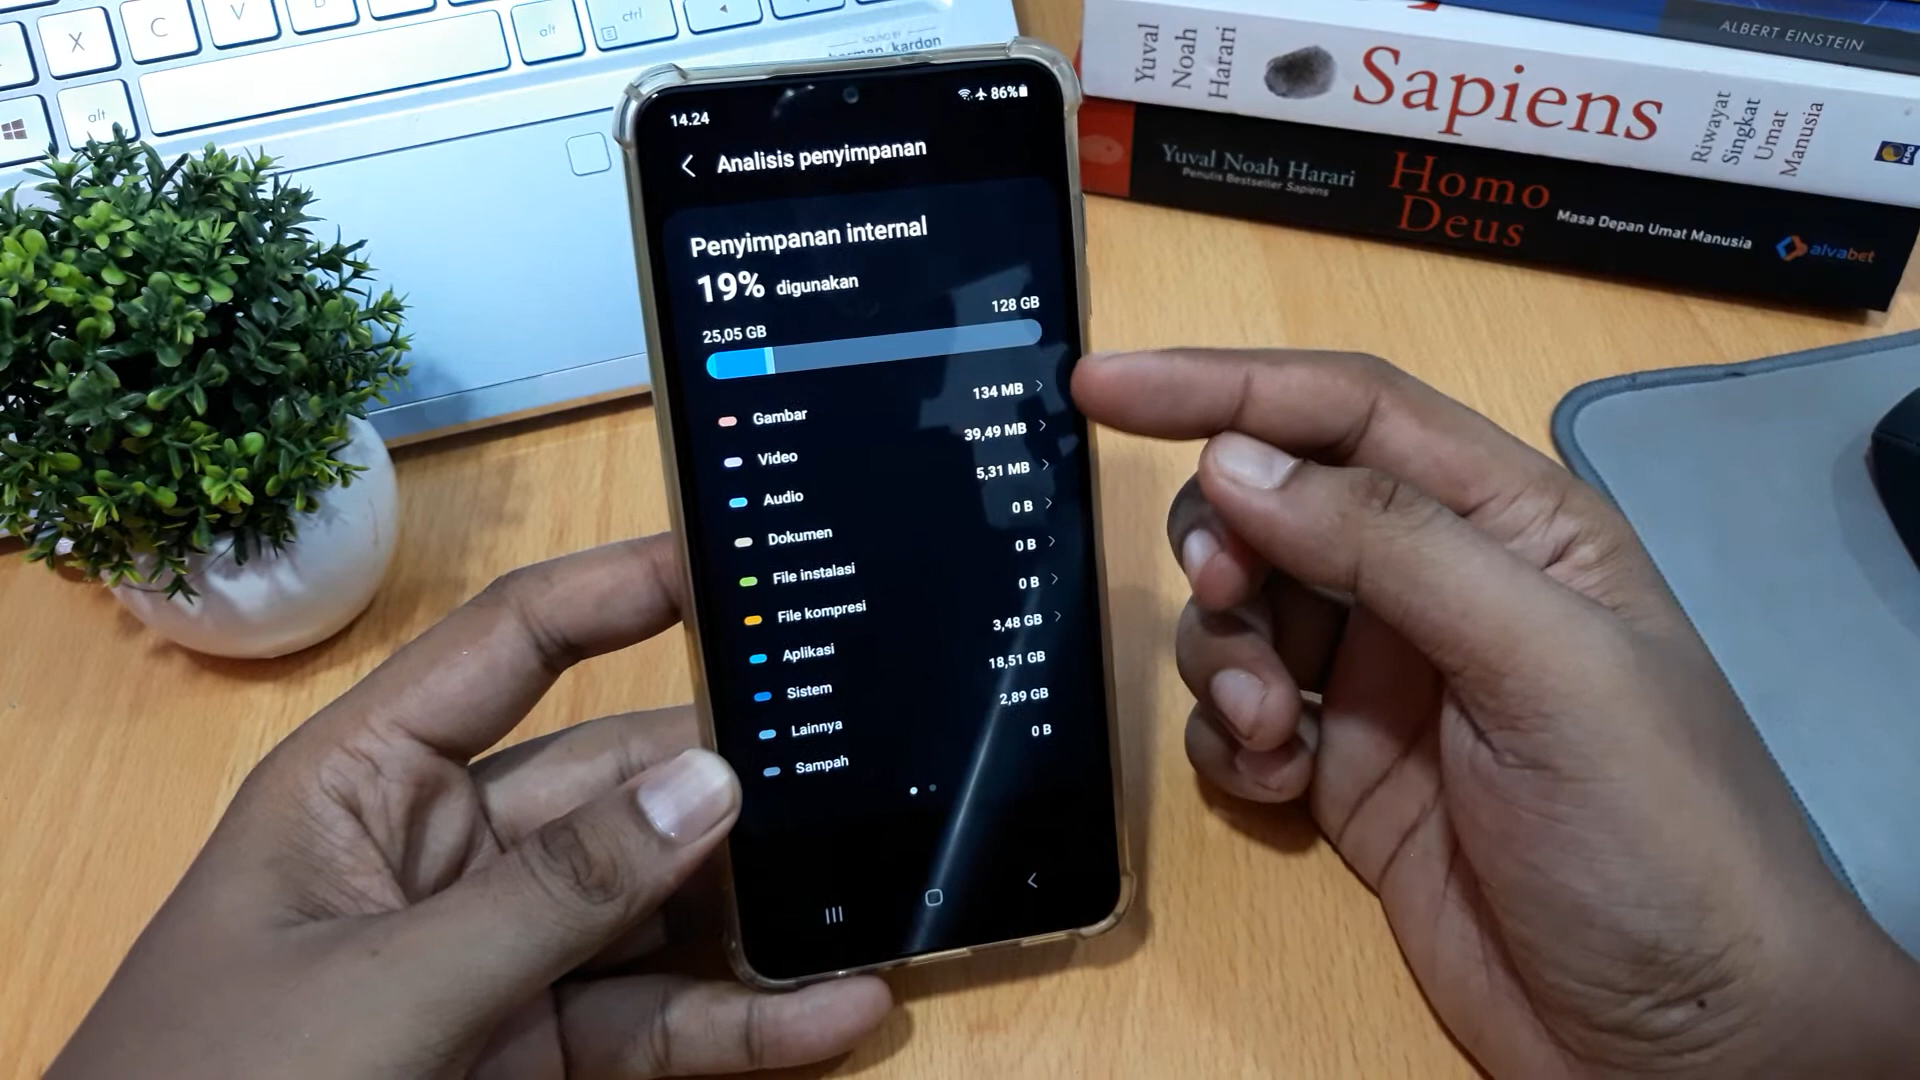 X
C
V
B
alt
ctrl
alt
SOUND BY
harman/kardon
14.24
86%
Analisis penyimpanan
Penyimpanan internal
19% digunakan
25,05 GB
128 GB
Gambar 134 MB
Video 39,49 MB
Audio 5,31 MB
Dokumen 0 B
File instalasi 0 B
File kompresi 0 B
Aplikasi 3,48 GB
Sistem 18,51 GB
Lainnya 2,89 GB
Sampah 0 B
ALBERT EINSTEIN
Yuval
Noah
Harari
Sapiens
Riwayat
Singkat
Umat
Manusia
KPG
Yuval Noah Harari
Penulis Bestseller Sapiens
Homo
Deus
Masa Depan Umat Manusia
alvabet